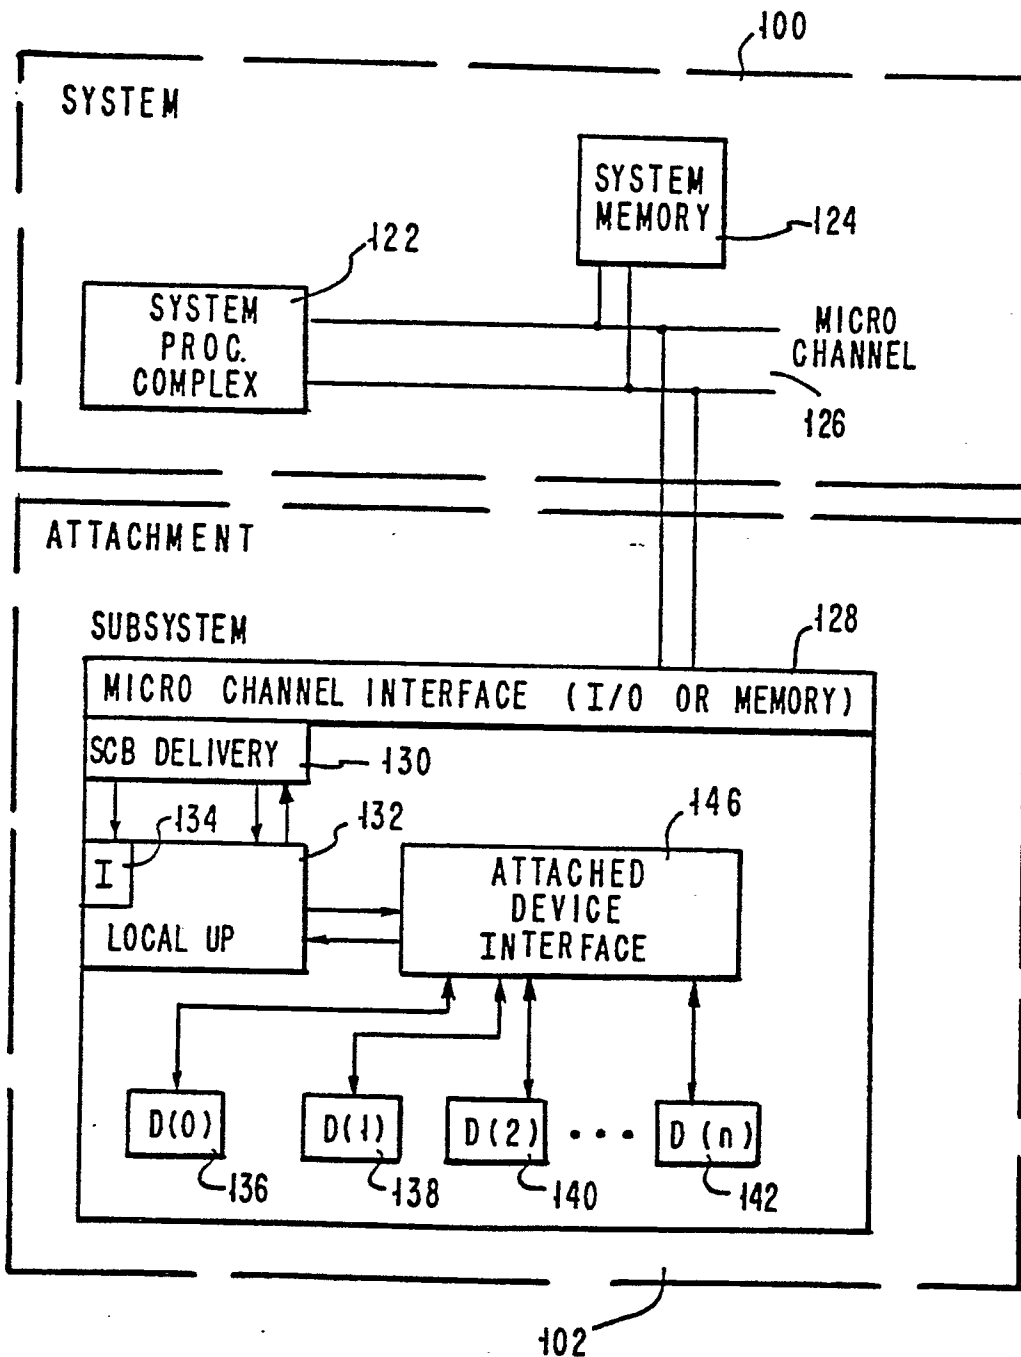 100
SYSTEM
SYSTEM
MEMORY
124
122
SYSTEM
PROC.
COMPLEX
MICRO
CHANNEL
126
ATTACHMENT
SUBSYSTEM
128
MICRO CHANNEL INTERFACE (I/O OR MEMORY)
SCB DELIVERY
130
134
132
146
I
LOCAL UP
ATTACHED
DEVICE
INTERFACE
D(0)
D(1)
D(2)
• • •
D(n)
136
138
140
142
102